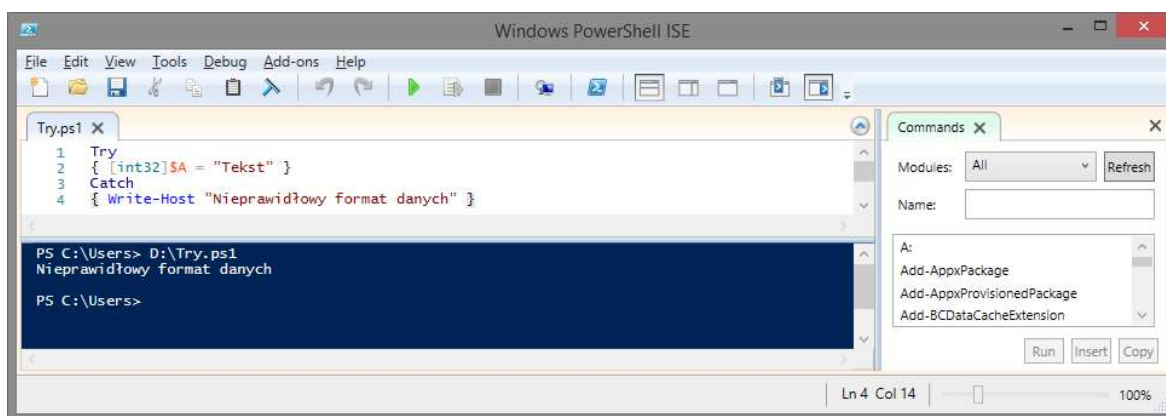 Windows PowerShell ISE
File Edit View Tools Debug Add-ons Help
Try.ps1
1 Try
2 { [int32]$A = "Tekst" }
3 Catch
4 { Write-Host "Nieprawidłowy format danych" }
PS C:\Users> D:\Try.ps1
Nieprawidłowy format danych
PS C:\Users>
Commands
Modules: All Refresh
Name:
A:
Add-AppxPackage
Add-AppxProvisionedPackage
Add-BCDataCacheExtension
Run Insert Copy
Ln 4 Col 14 100%